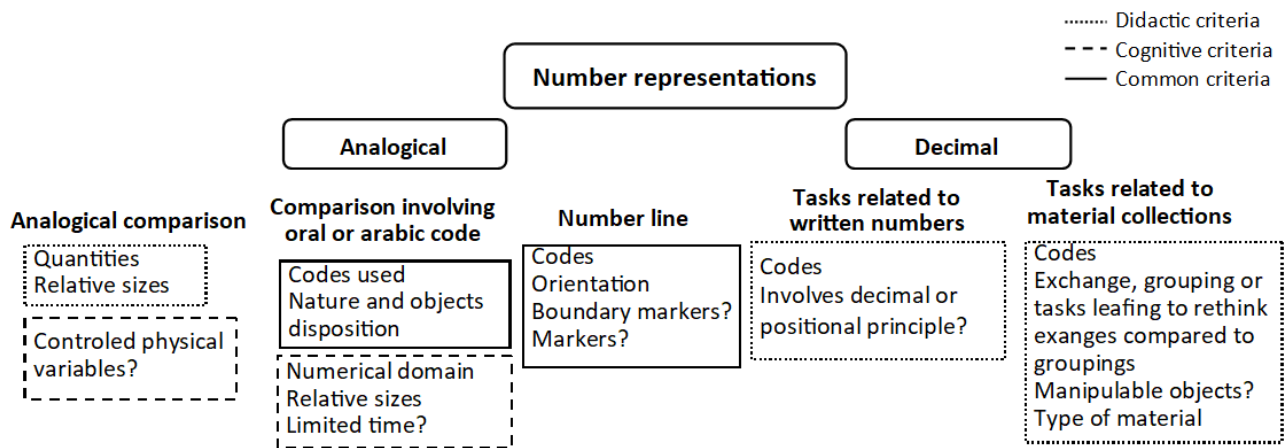 Didactic criteria
Cognitive criteria
Common criteria
Number representations
Analogical
Decimal
Analogical comparison
Quantities
Relative sizes
Controled physical
variables?
Comparison involving
oral or arabic code
Codes used
Nature and objects
disposition
Numerical domain
Relative sizes
Limited time?
Number line
Codes
Orientation
Boundary markers?
Markers?
Tasks related to
written numbers
Codes
Involves decimal or
positional principle?
Tasks related to
material collections
Codes
Exchange, grouping or
tasks leafing to rethink
exanges compared to
groupings
Manipulable objects?
Type of material